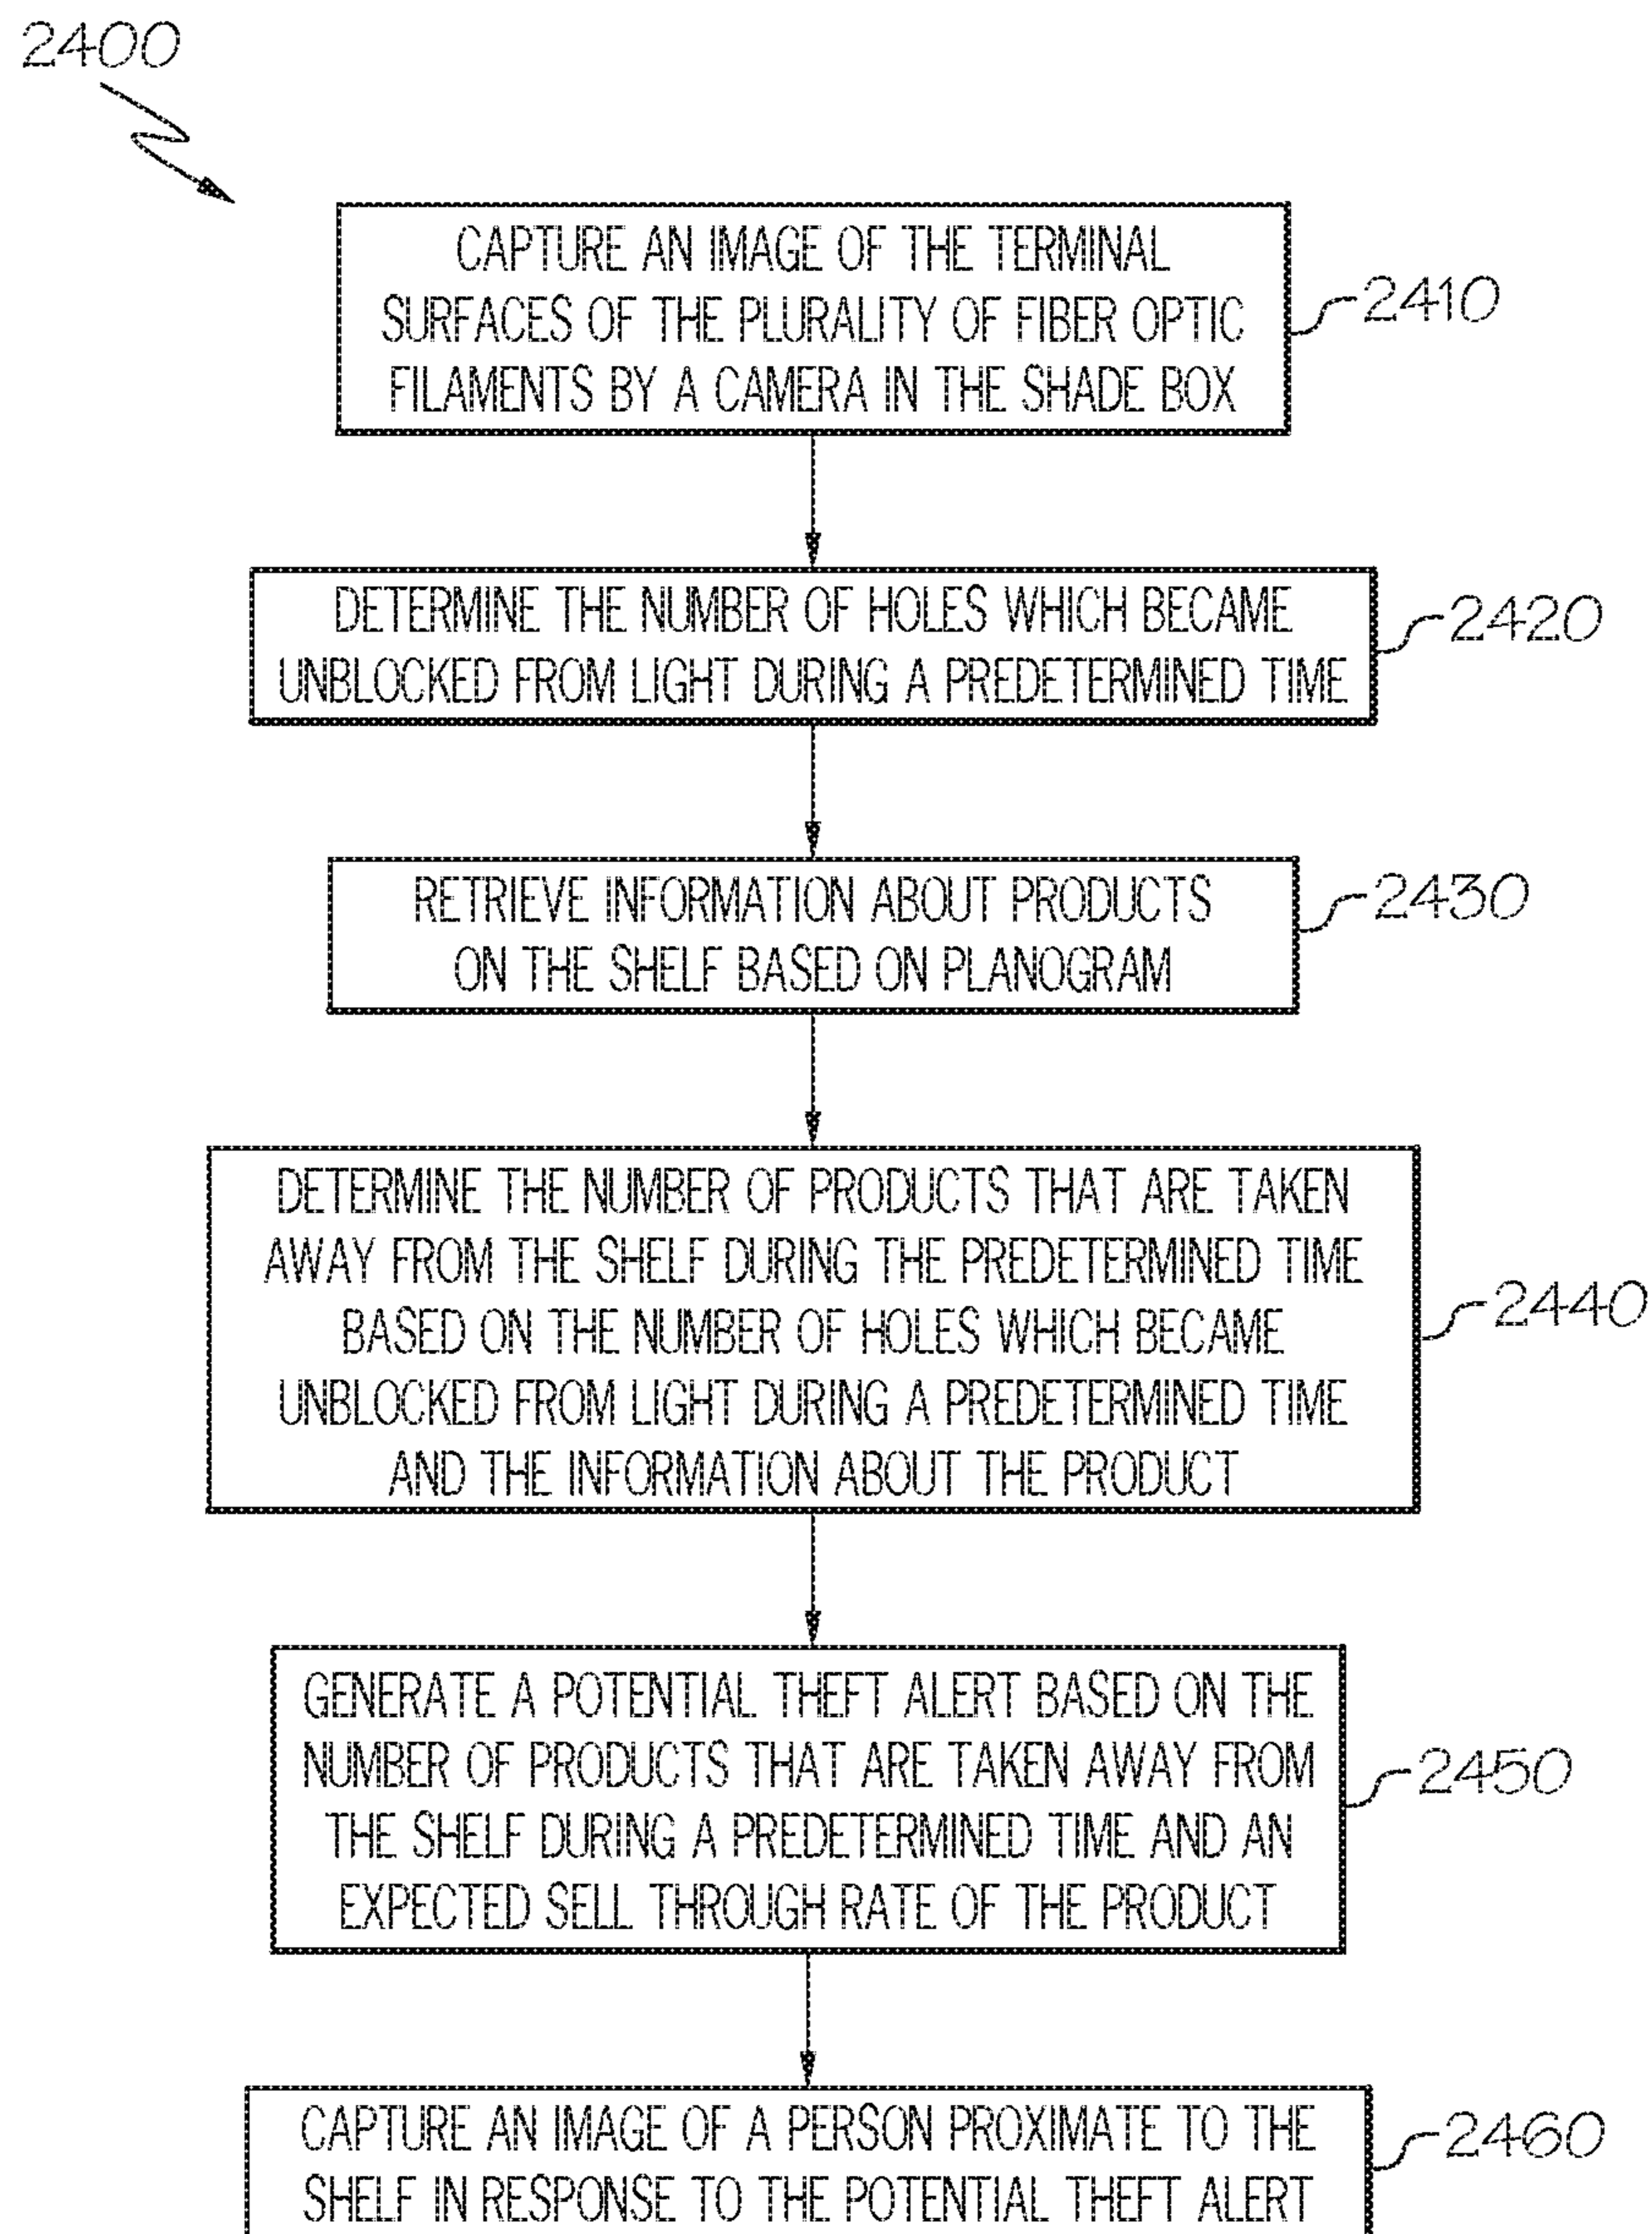 2400
CAPTURE AN IMAGE OF THE TERMINAL
SURFACES OF THE PLURALITY OF FIBER OPTIC
FILAMENTS BY A CAMERA IN THE SHADE BOX
2410
DETERMINE THE NUMBER OF HOLES WHICH BECAME
UNBLOCKED FROM LIGHT DURING A PREDETERMINED TIME
2420
RETRIEVE INFORMATION ABOUT PRODUCTS
ON THE SHELF BASED ON PLANOGRAM
2430
DETERMINE THE NUMBER OF PRODUCTS THAT ARE TAKEN
AWAY FROM THE SHELF DURING THE PREDETERMINED TIME
BASED ON THE NUMBER OF HOLES WHICH BECAME
UNBLOCKED FROM LIGHT DURING A PREDETERMINED TIME
AND THE INFORMATION ABOUT THE PRODUCT
2440
GENERATE A POTENTIAL THEFT ALERT BASED ON THE
NUMBER OF PRODUCTS THAT ARE TAKEN AWAY FROM
THE SHELF DURING A PREDETERMINED TIME AND AN
EXPECTED SELL THROUGH RATE OF THE PRODUCT
2450
CAPTURE AN IMAGE OF A PERSON PROXIMATE TO THE
SHELF IN RESPONSE TO THE POTENTIAL THEFT ALERT
2460